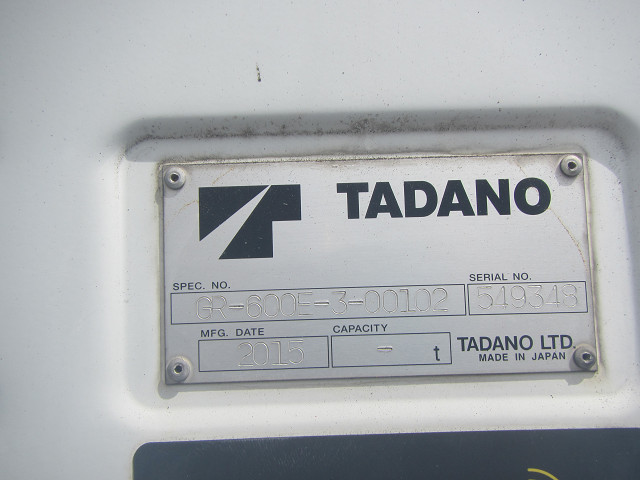 TADANO
SPEC. NO.
GR-600E-3-00102
SERIAL NO.
549348
MFG. DATE
2015
CAPACITY
- t
TADANO LTD.
MADE IN JAPAN